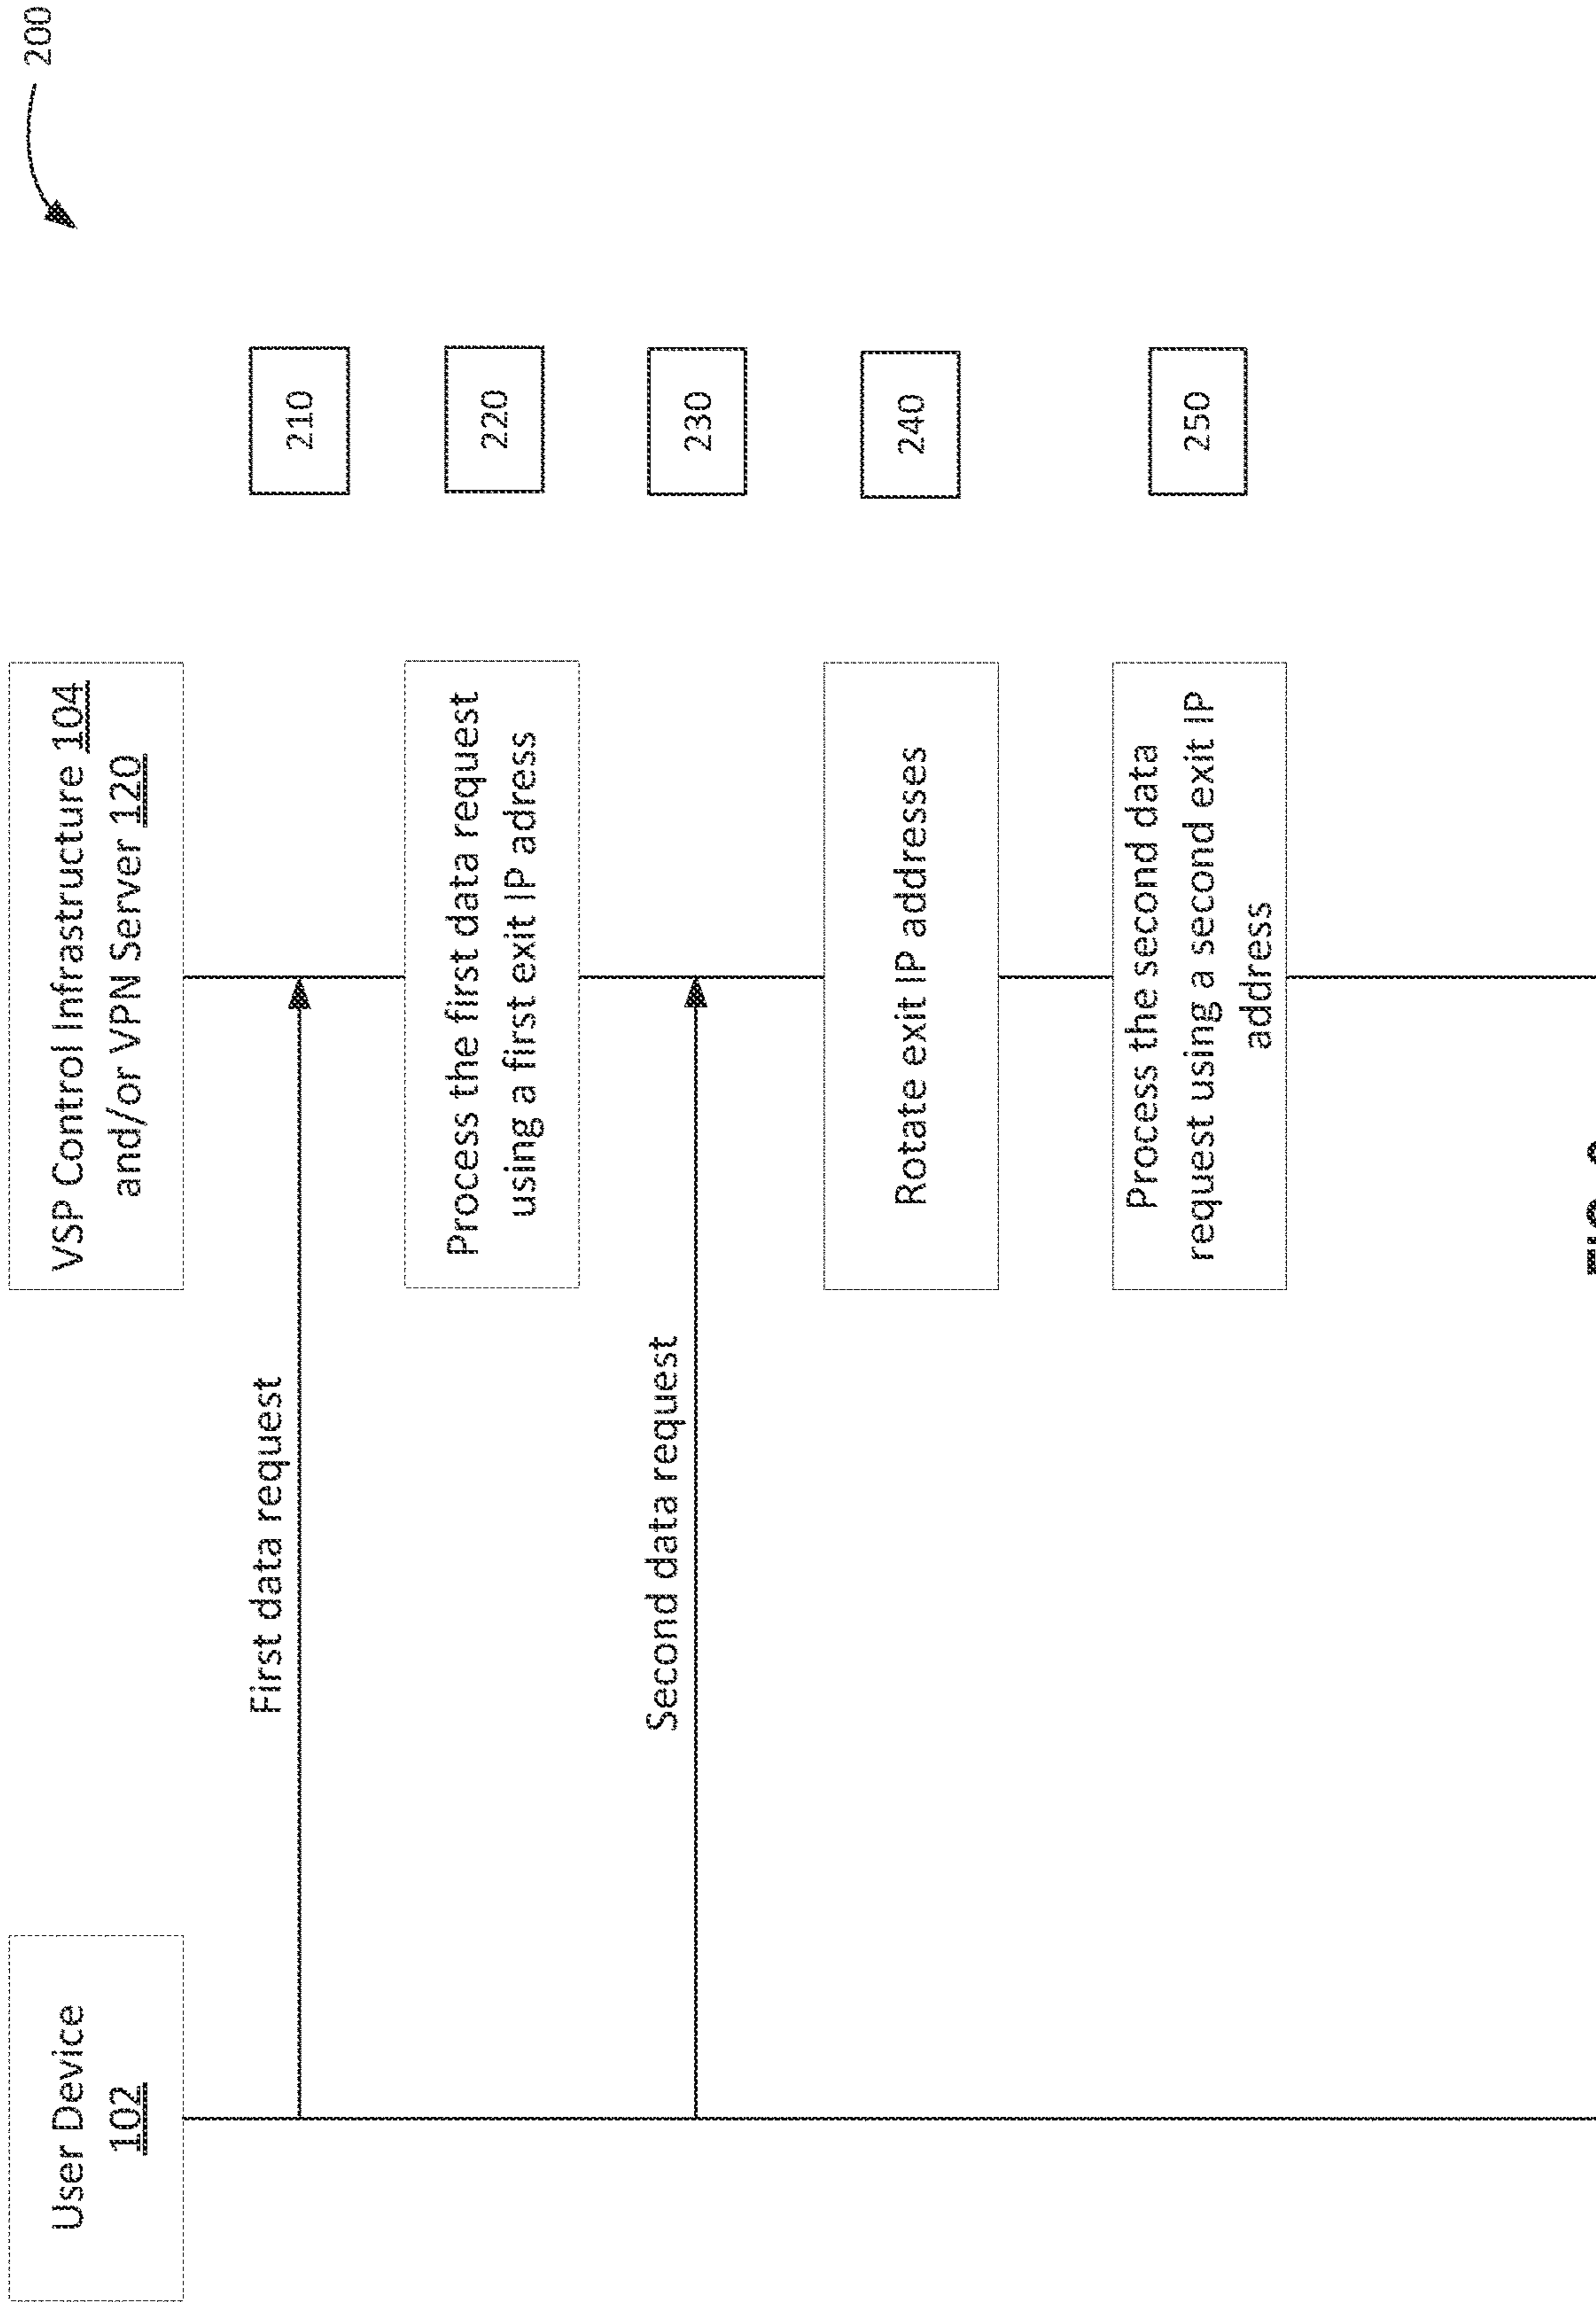 200
User Device
102
VSP Control Infrastructure 104
and/or VPN Server 120
First data request
210
Process the first data request
using a first exit IP adress
220
Second data request
230
Rotate exit IP addresses
240
Process the second data
request using a second exit IP
address
250